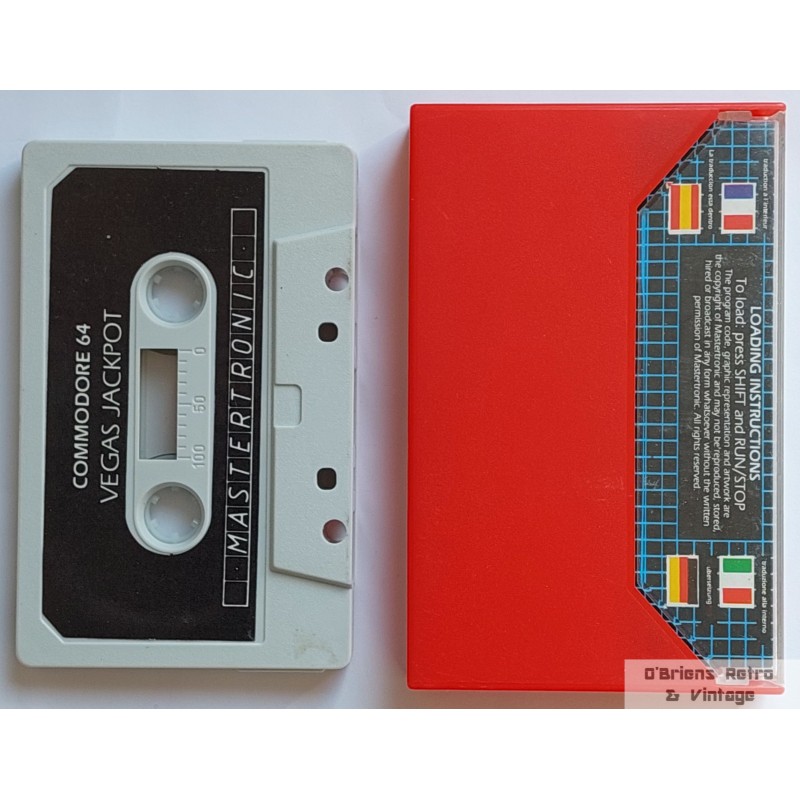 COMMODORE 64
VEGAS JACKPOT
0 50 100
MASTERTRONIC
traduction à l'intérieur
La traduccion esta dentro
LOADING INSTRUCTIONS
To load: press SHIFT and RUN/STOP
The program code, graphic representation and artwork are
the copyright of Mastertronic and may not be reproduced, stored,
hired or broadcast in any form whatsoever without the written
permission of Mastertronic. All rights reserved.
traduzione alla interno
übersetzung
O'Briens Retro
& Vintage